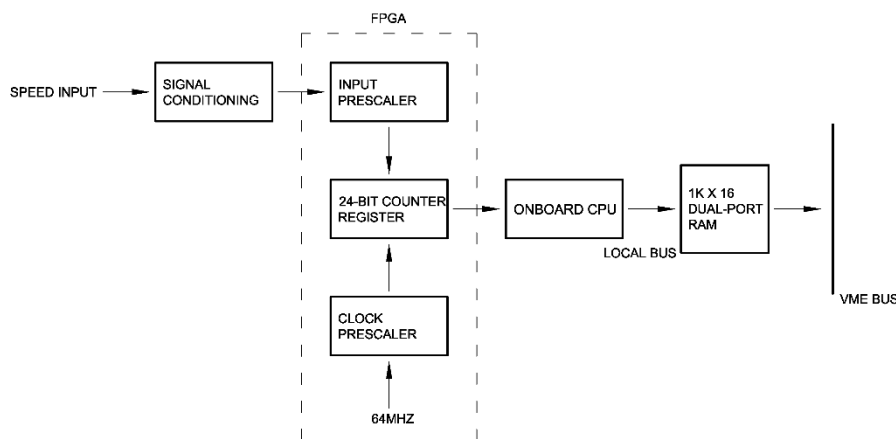 FPGA
SPEED INPUT
SIGNAL
CONDITIONING
INPUT
PRESCALER
24-BIT COUNTER
REGISTER
ONBOARD CPU
LOCAL BUS
1K X 16
DUAL-PORT
RAM
VME BUS
CLOCK
PRESCALER
64MHZ